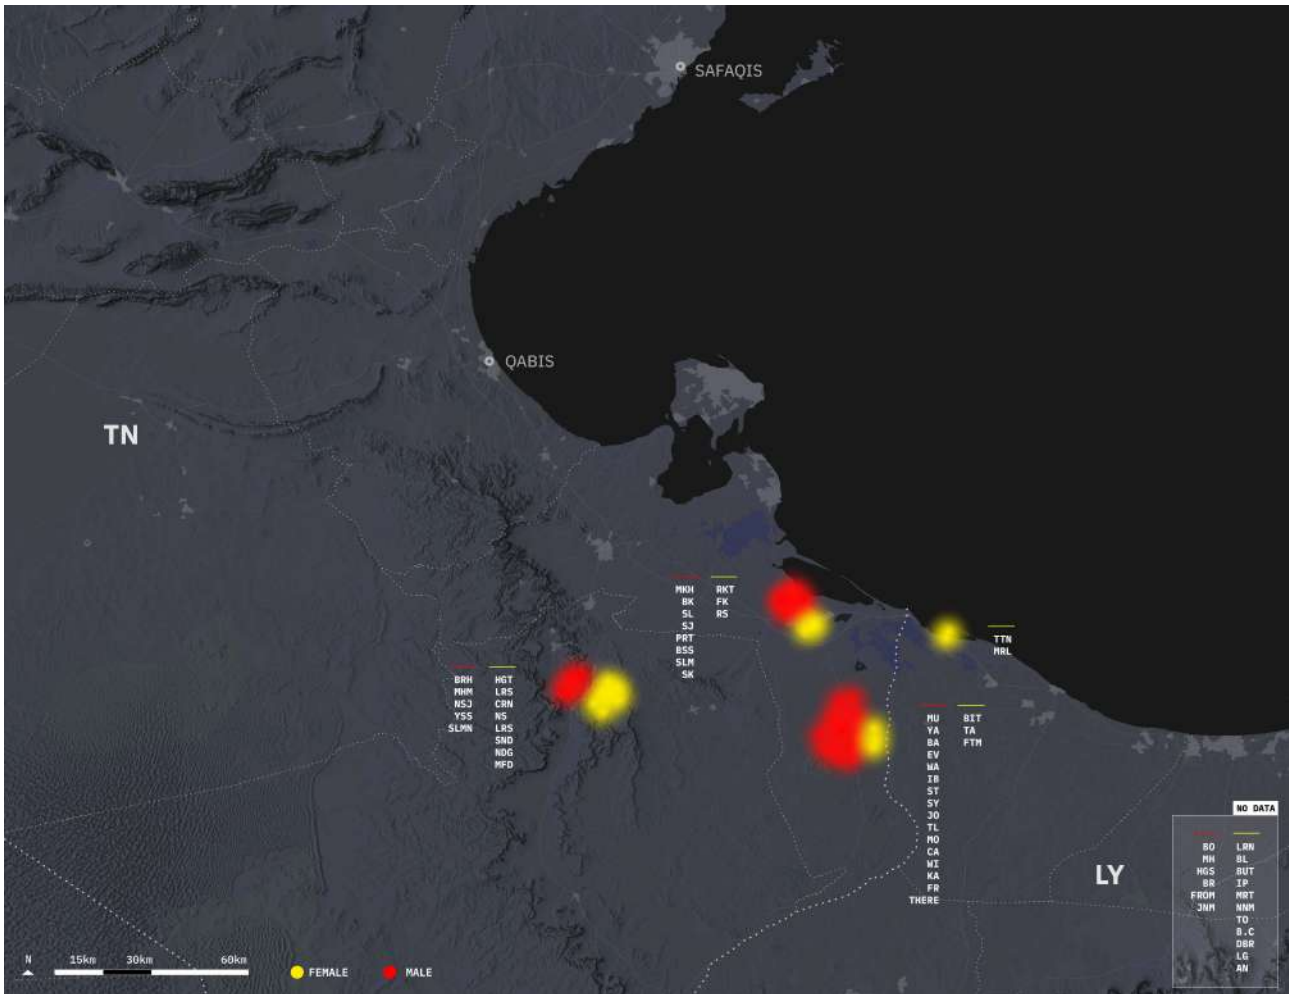 SAFAQIS
QABIS
TN
MKH RKT
BK FK
SL RS
SJ
PRT
BSS
SLM
SK
TTN
MRL
BRH HGT
MHM LRS
NSJ CRN
YSS NS
SLMN LRS
SND
NDG
MFD
MU BIT
YA TA
BA FTM
EV
WA
IB
ST
SY
JO
TL
MO
CA
WI
KA
FR
THERE
LY
NO DATA
BO LRN
MH BL
HGS BUT
BR IP
FROM MRT
JNM NNM
TO
B.C
DBR
LG
AN
N 15km 30km 60km
FEMALE MALE